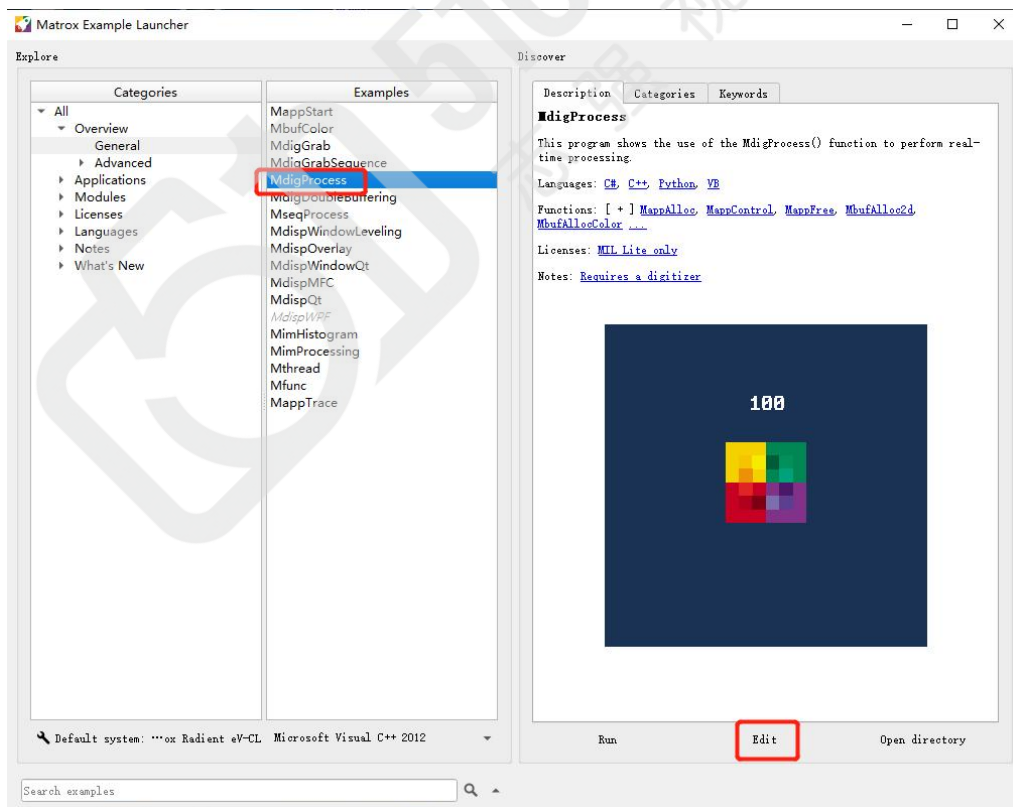 Matrox Example Launcher
Explore
Discover
Categories
All
Overview
General
Advanced
Applications
Modules
Licenses
Languages
Notes
What's New
Examples
MappStart
MbufColor
MdigGrab
MdigGrabSequence
MdigProcess
MdigDoubleBuffering
MseqProcess
MdispWindowLeveling
MdispOverlay
MdispWindowQt
MdispMFC
MdispQt
MdispWPF
MimHistogram
MimProcessing
Mthread
Mfunc
MappTrace
Default system: ···ox Radient eV-CL
Microsoft Visual C++ 2012
Search examples
Description Categories Keywords
MdigProcess
This program shows the use of the MdigProcess() function to perform real-
time processing.
Languages: C#, C++, Python, VB
Functions: [ + ] MappAlloc, MappControl, MappFree, MbufAlloc2d,
MbufAllocColor ...
Licenses: MIL Lite only
Notes: Requires a digitizer
100
Run Edit Open directory